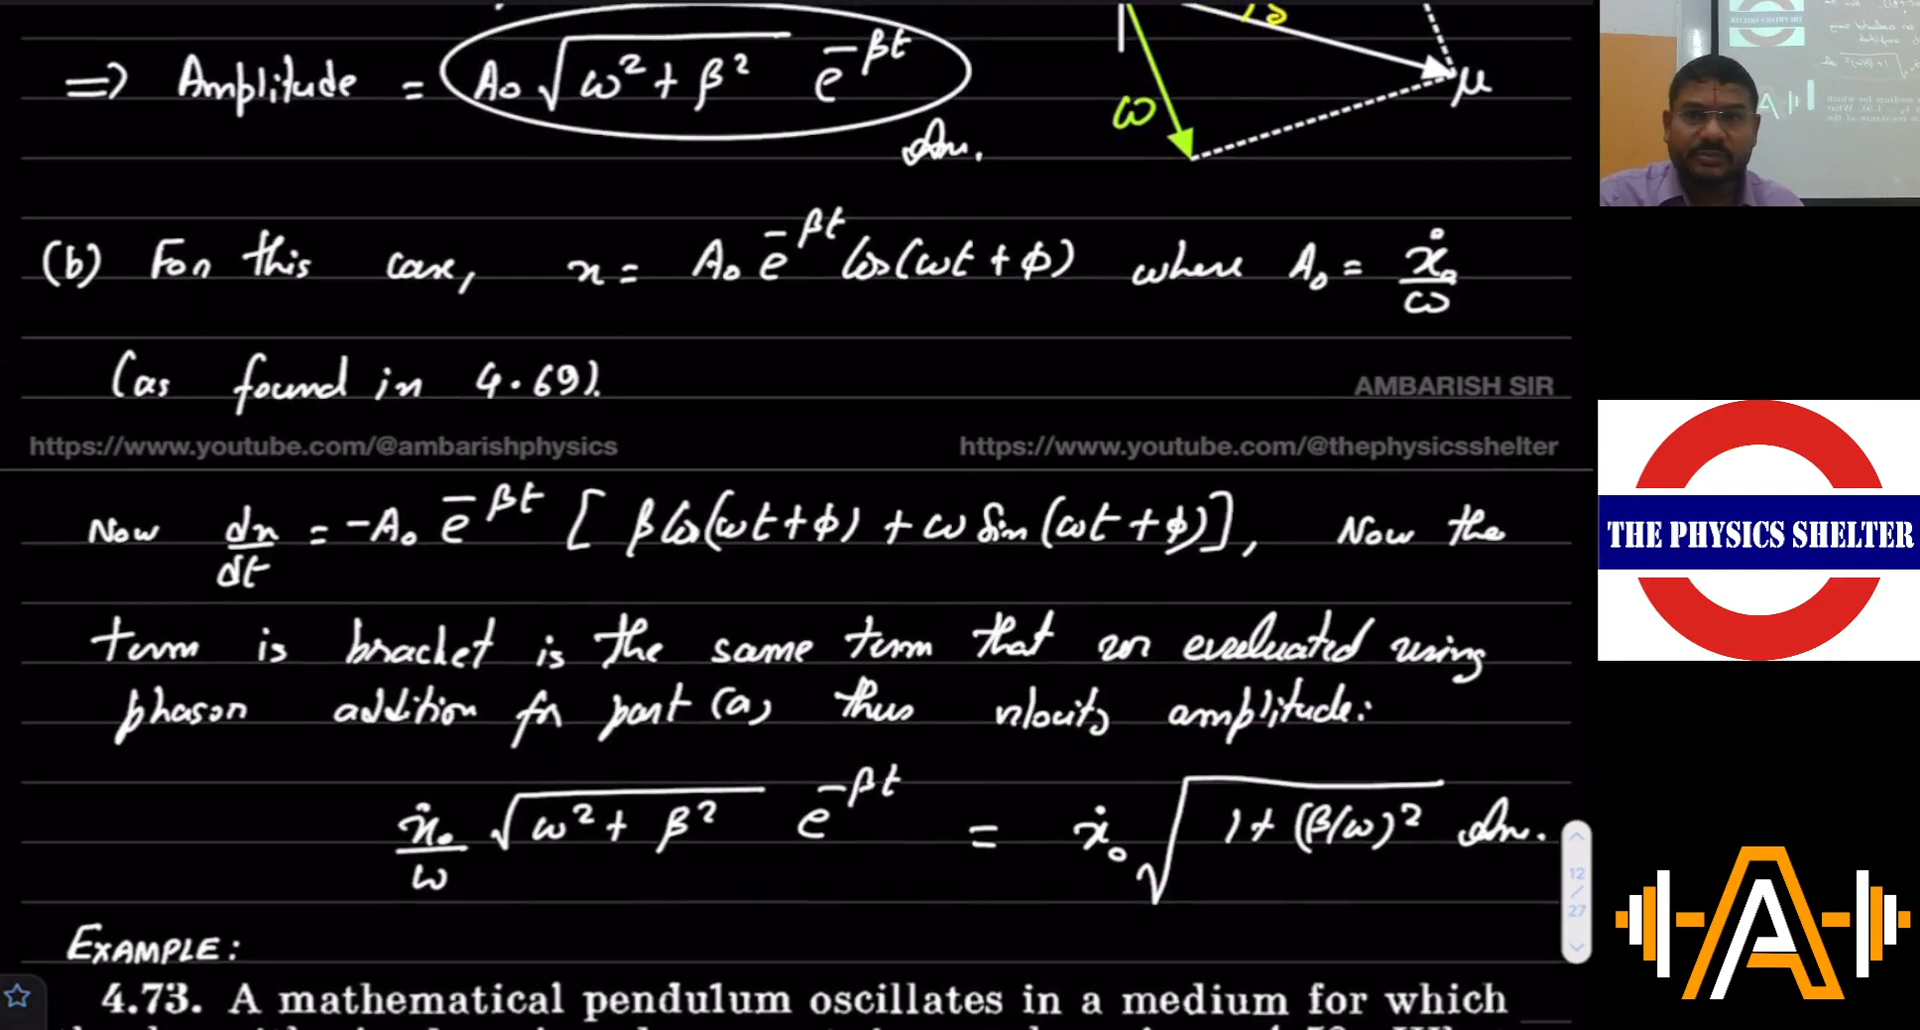 => Amplitude = A₀ √ω² + β² e^-βt
Ans.
β
μ
ω
(b) For this case, x = A₀ e^-βt Cos(ωt + ϕ) where A₀ = ẋ₀/ω
(as found in 4.69).
AMBARISH SIR
https://www.youtube.com/@ambarishphysics https://www.youtube.com/@thephysicsshelter
Now dx/dt = -A₀ e^-βt [ β Cos(ωt + ϕ) + ω Sin (ωt + ϕ)], Now the
term is bracket is the same term that we evaluated using
phasor addition for part (a) thus velocity amplitude:
ẋ₀/ω √ω² + β² e^-βt = ẋ₀ √1 + (β/ω)² Ans.
EXAMPLE:
4.73. A mathematical pendulum oscillates in a medium for which
12
/
27
THE PHYSICS SHELTER
A